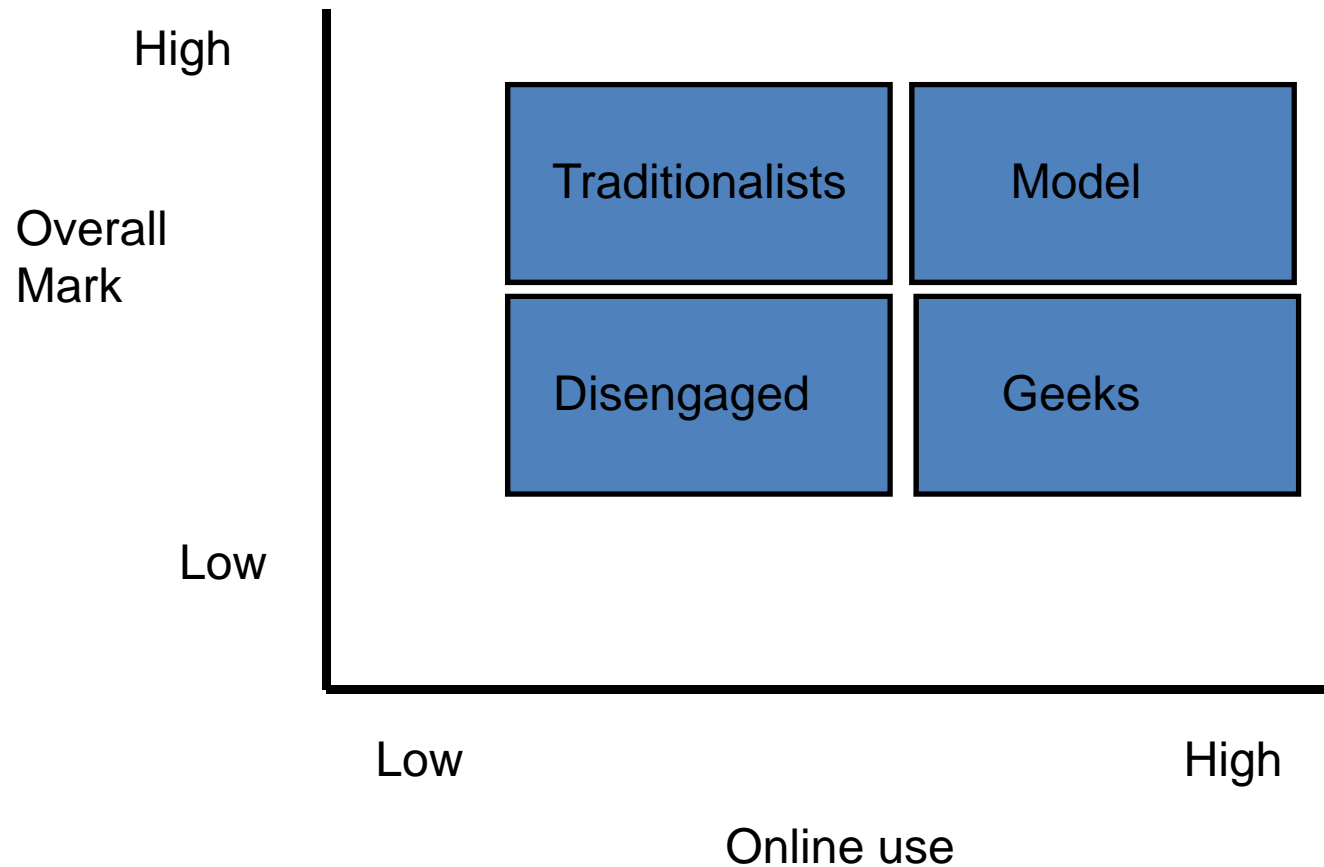 High
Traditionalists
Model
Overall
Mark
Disengaged
Geeks
Low
Low
High
Online use